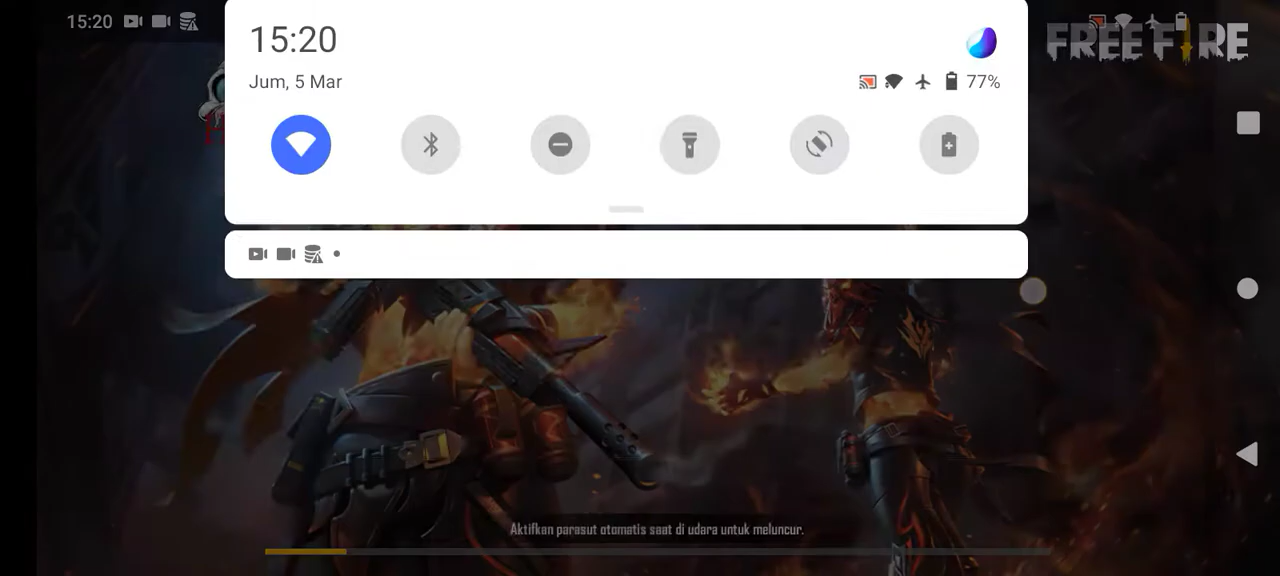 15:20
15:20
FREE FIRE
Jum, 5 Mar
77%
Aktifkan parasut otomatis saat di udara untuk meluncur.